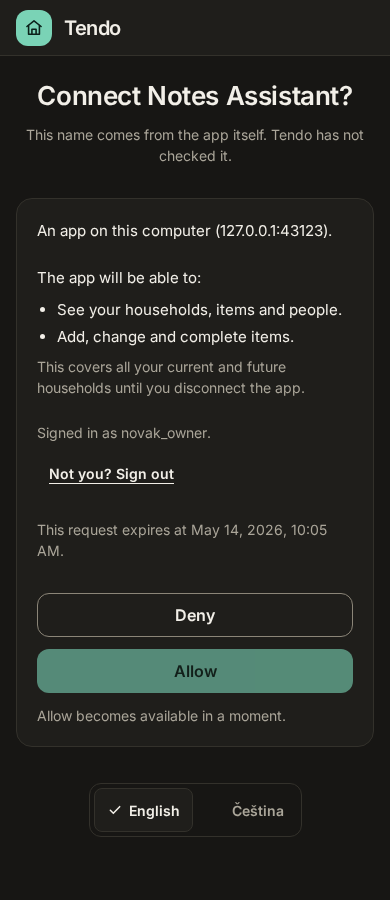 Tendo
Connect Notes Assistant?
This name comes from the app itself. Tendo has not
checked it.
An app on this computer (127.0.0.1:43123).
The app will be able to:
• See your households, items and people.
• Add, change and complete items.
This covers all your current and future
households until you disconnect the app.
Signed in as novak_owner.
Not you? Sign out
This request expires at May 14, 2026, 10:05
AM.
Deny
Allow
Allow becomes available in a moment.
English
Čeština